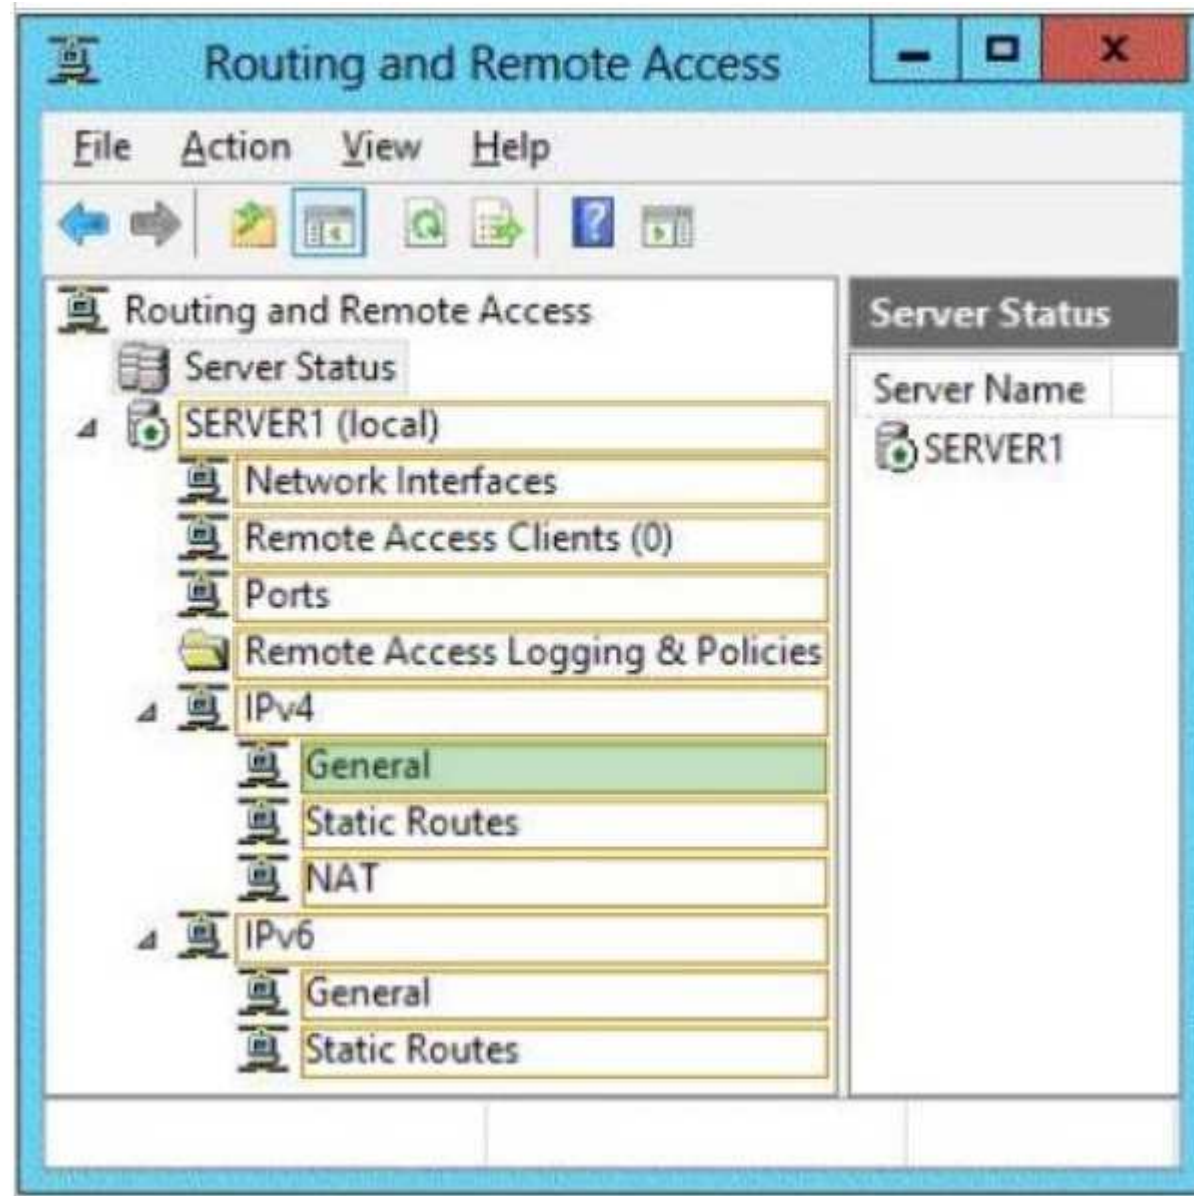 Routing and Remote Access
File Action View Help
Routing and Remote Access
Server Status
SERVER1 (local)
Network Interfaces
Remote Access Clients (0)
Ports
Remote Access Logging & Policies
IPv4
General
Static Routes
NAT
IPv6
General
Static Routes
Server Status
Server Name
SERVER1